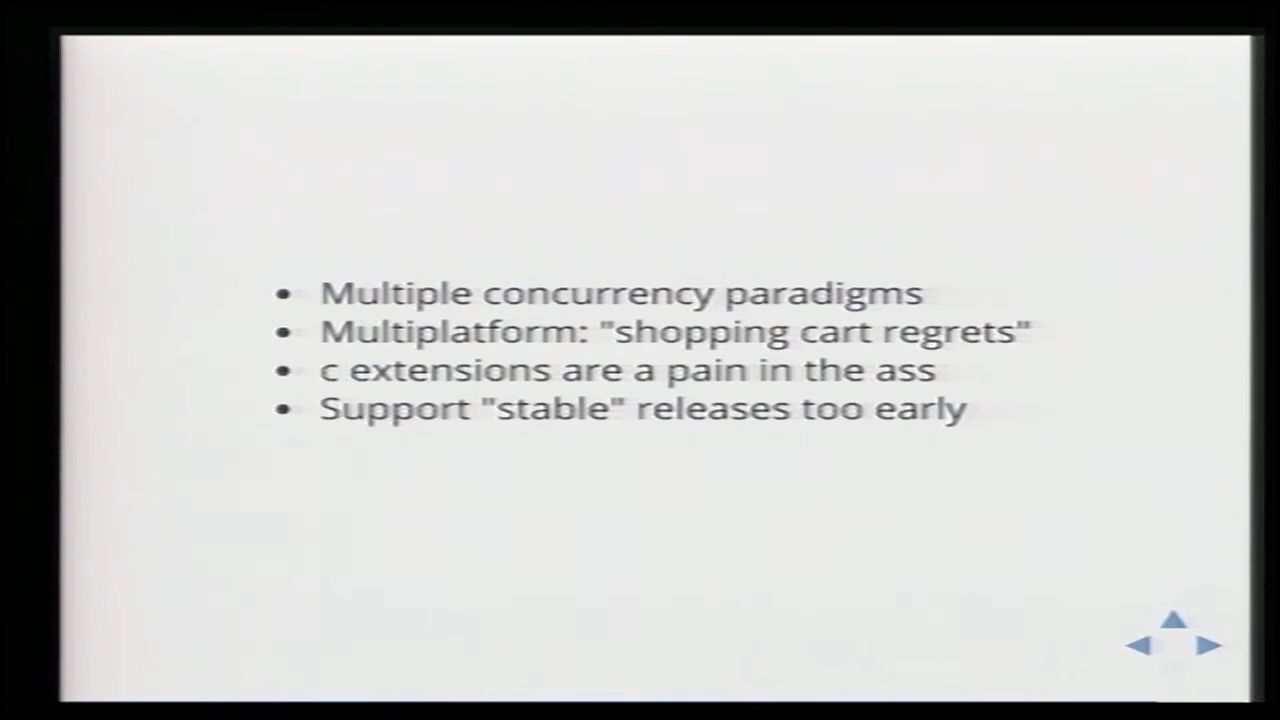 • Multiple concurrency paradigms
• Multiplatform: "shopping cart regrets"
• c extensions are a pain in the ass
• Support "stable" releases too early